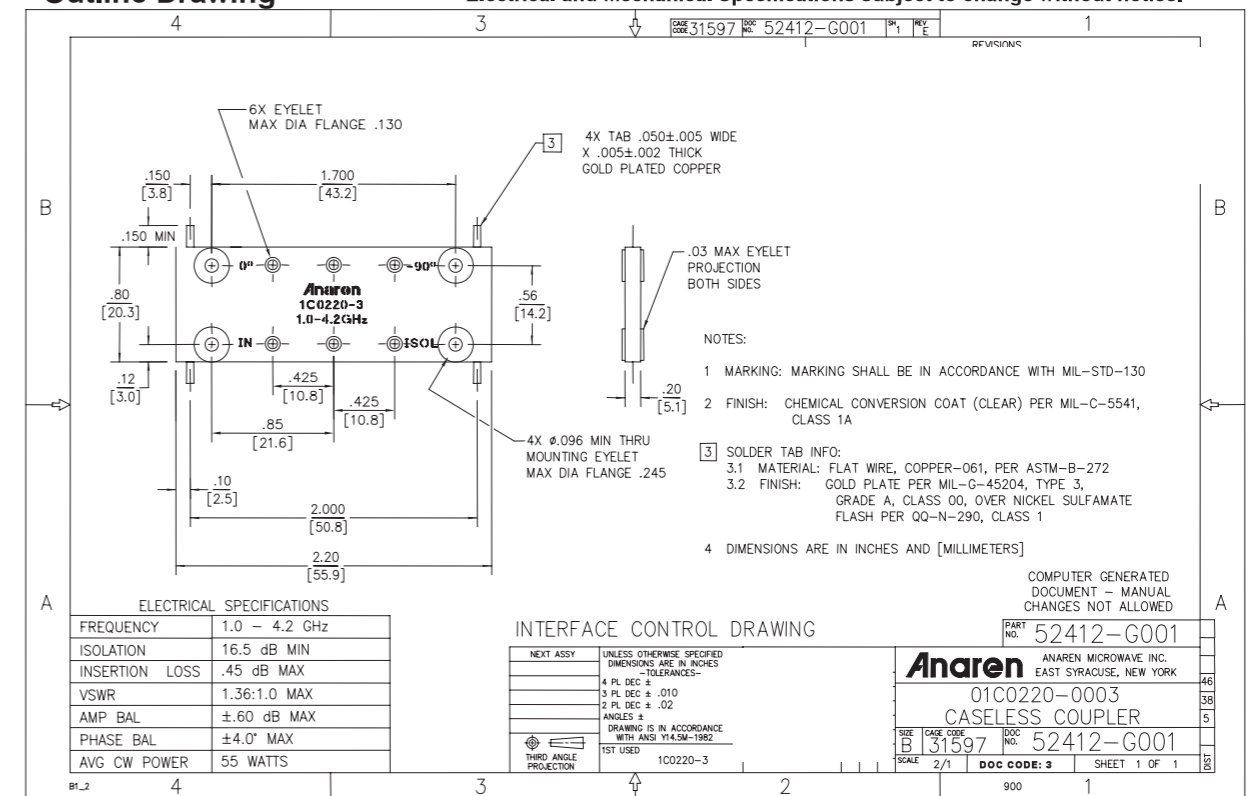 4 3 CAGE CODE 31597 DOC NO. 52412-G001 SH 1 REV E 1
REVISIONS
6X EYELET
MAX DIA FLANGE .130
3
4X TAB .050±.005 WIDE
X .005±.002 THICK
GOLD PLATED COPPER
.150
[3.8]
1.700
[43.2]
B
B
.150 MIN
.03 MAX EYELET
PROJECTION
BOTH SIDES
0°
-90°
Anaren
1C0220-3
1.0-4.2GHz
.80
[20.3]
.56
[14.2]
IN
ISOL
.12
[3.0]
.425
[10.8]
.425
[10.8]
.85
[21.6]
.20
[5.1]
4X ø.096 MIN THRU
MOUNTING EYELET
MAX DIA FLANGE .245
.10
[2.5]
2.000
[50.8]
2.20
[55.9]
NOTES:
1 MARKING: MARKING SHALL BE IN ACCORDANCE WITH MIL-STD-130
2 FINISH: CHEMICAL CONVERSION COAT (CLEAR) PER MIL-C-5541,
CLASS 1A
3 SOLDER TAB INFO:
3.1 MATERIAL: FLAT WIRE, COPPER-061, PER ASTM-B-272
3.2 FINISH: GOLD PLATE PER MIL-G-45204, TYPE 3,
GRADE A, CLASS 00, OVER NICKEL SULFAMATE
FLASH PER QQ-N-290, CLASS 1
4 DIMENSIONS ARE IN INCHES AND [MILLIMETERS]
COMPUTER GENERATED
DOCUMENT - MANUAL
CHANGES NOT ALLOWED
A
A
ELECTRICAL SPECIFICATIONS
FREQUENCY 1.0 - 4.2 GHz
ISOLATION 16.5 dB MIN
INSERTION LOSS .45 dB MAX
VSWR 1.36:1.0 MAX
AMP BAL ±.60 dB MAX
PHASE BAL ±4.0° MAX
AVG CW POWER 55 WATTS
INTERFACE CONTROL DRAWING
NEXT ASSY
UNLESS OTHERWISE SPECIFIED
DIMENSIONS ARE IN INCHES
-TOLERANCES-
4 PL DEC ±
3 PL DEC ± .010
2 PL DEC ± .02
ANGLES ±
DRAWING IS IN ACCORDANCE
WITH ANSI Y14.5M-1982
1ST USED
1C0220-3
THIRD ANGLE
PROJECTION
PART NO. 52412-G001
Anaren
ANAREN MICROWAVE INC.
EAST SYRACUSE, NEW YORK
01C0220-0003
CASELESS COUPLER
SIZE B CAGE CODE 31597 DOC NO. 52412-G001
SCALE 2/1 DOC CODE: 3 SHEET 1 OF 1
46
38
5
DIST
B1_2 4 3 2 900 1